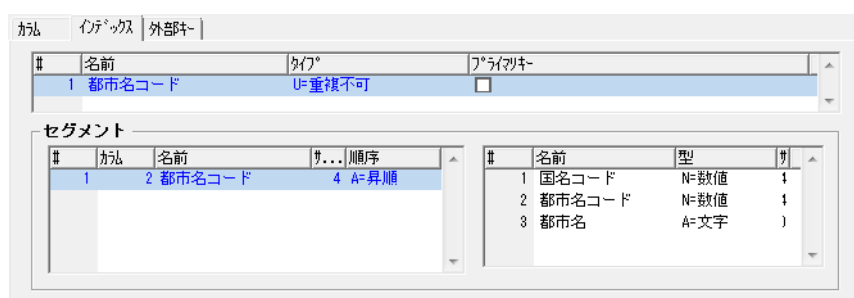 ｶﾗﾑ ｲﾝﾃﾞｯｸｽ 外部ｷｰ
# 名前 ﾀｲﾌﾟ ﾌﾟﾗｲﾏﾘｷｰ
1 都市名コード U=重複不可
セグメント
# ｶﾗﾑ 名前 ｻ... 順序
1 2 都市名コード 4 A=昇順
# 名前 型 ｻ
1 国名コード N=数値
2 都市名コード N=数値
3 都市名 A=文字